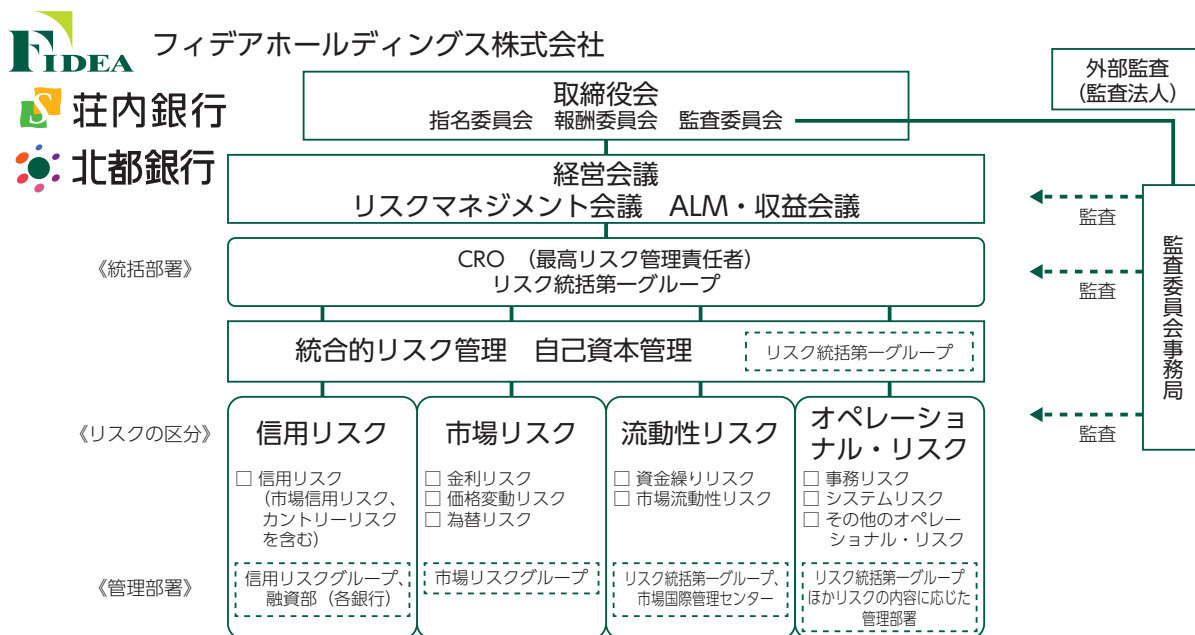 FIDEA
フィデアホールディングス株式会社
荘内銀行
北都銀行
取締役会
指名委員会 報酬委員会 監査委員会
外部監査
(監査法人)
経営会議
リスクマネジメント会議 ALM・収益会議
監査
《統括部署》
CRO (最高リスク管理責任者)
リスク統括第一グループ
監査
監査委員会事務局
統合的リスク管理 自己資本管理
リスク統括第一グループ
《リスクの区分》
信用リスク
□ 信用リスク
(市場信用リスク、
カントリーリスク
を含む)
市場リスク
□ 金利リスク
□ 価格変動リスク
□ 為替リスク
流動性リスク
□ 資金繰りリスク
□ 市場流動性リスク
オペレーショ
ナル・リスク
□ 事務リスク
□ システムリスク
□ その他のオペレー
ショナル・リスク
監査
《管理部署》
信用リスクグループ、
融資部(各銀行)
市場リスクグループ
リスク統括第一グループ、
市場国際管理センター
リスク統括第一グループ
ほかリスクの内容に応じた
管理部署